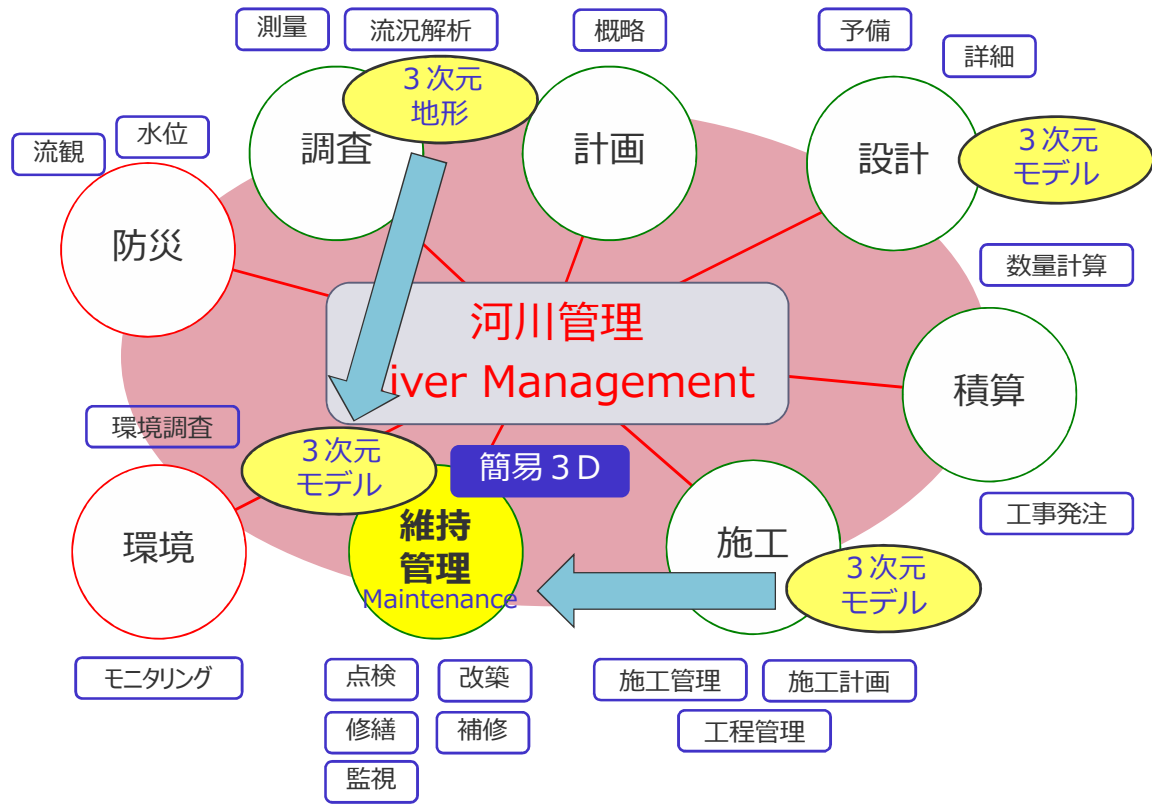 測量
流況解析
概略
予備
詳細
３次元
地形
調査
計画
設計
３次元
モデル
水位
流観
防災
数量計算
河川管理
iver Management
積算
環境調査
３次元
モデル
簡易３Ｄ
工事発注
環境
維持
管理
Maintenance
施工
３次元
モデル
モニタリング
点検
改築
修繕
補修
監視
施工管理
施工計画
工程管理